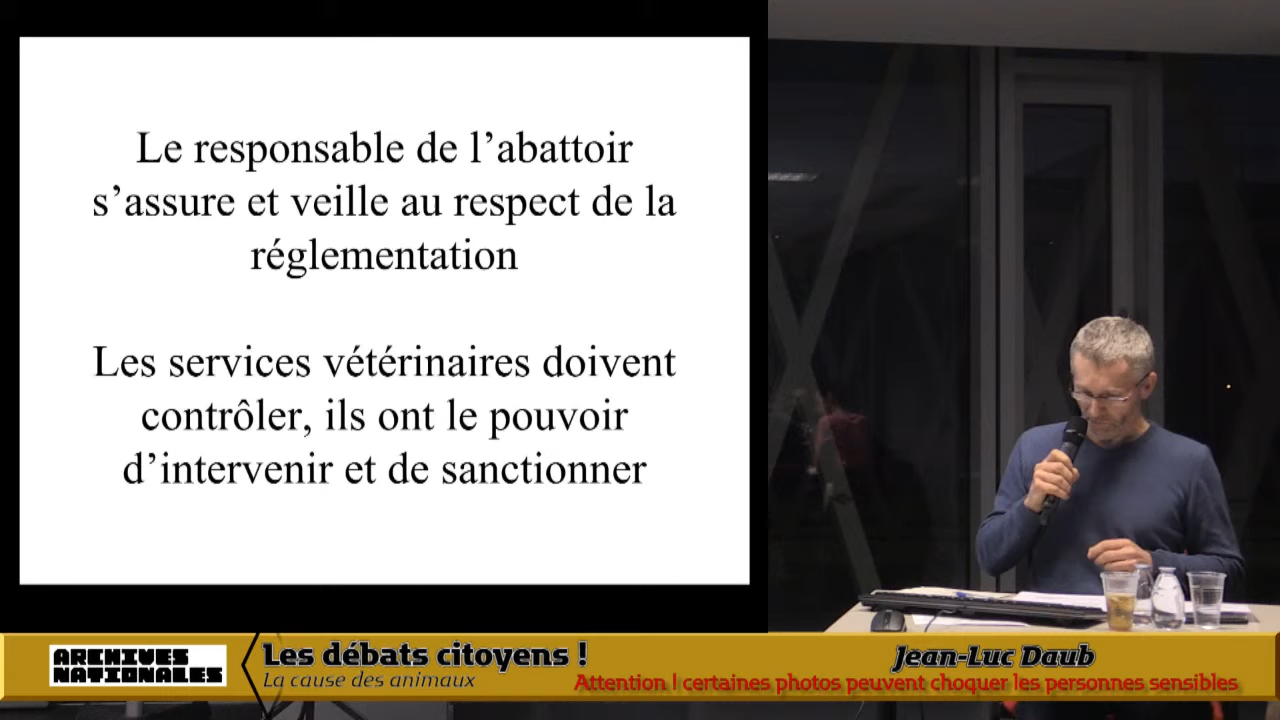 Le responsable de l’abattoir
s’assure et veille au respect de la
réglementation
Les services vétérinaires doivent
contrôler, ils ont le pouvoir
d’intervenir et de sanctionner
ARCHIVES
NATIONALES
Les débats citoyens !
La cause des animaux
Jean-Luc Daub
Attention ! certaines photos peuvent choquer les personnes sensibles